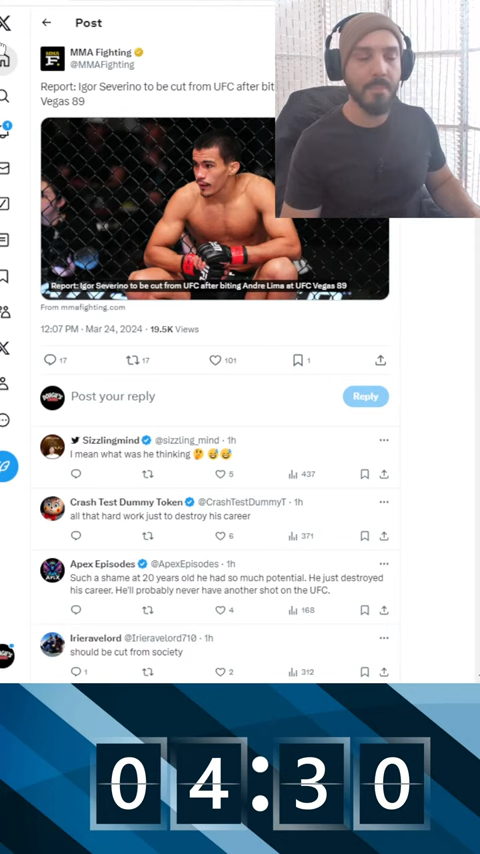 Post
MMA Fighting
@MMAFighting
Report: Igor Severino to be cut from UFC after bit
Vegas 89
Report: Igor Severino to be cut from UFC after biting Andre Lima at UFC Vegas 89
From mmafighting.com
12:07 PM · Mar 24, 2024 · 19.5K Views
17 17 101 1
Post your reply
Reply
Sizzlingmind @sizzling_mind · 1h
I mean what was he thinking 🤔 😅😅
5 437
Crash Test Dummy Token @CrashTestDummyT · 1h
all that hard work just to destroy his career
6 371
Apex Episodes @ApexEpisodes · 1h
Such a shame at 20 years old he had so much potential. He just destroyed
his career. He'll probably never have another shot on the UFC.
4 168
Irieravelord @Irieravelord710 · 1h
should be cut from society
1 2 312
04:30